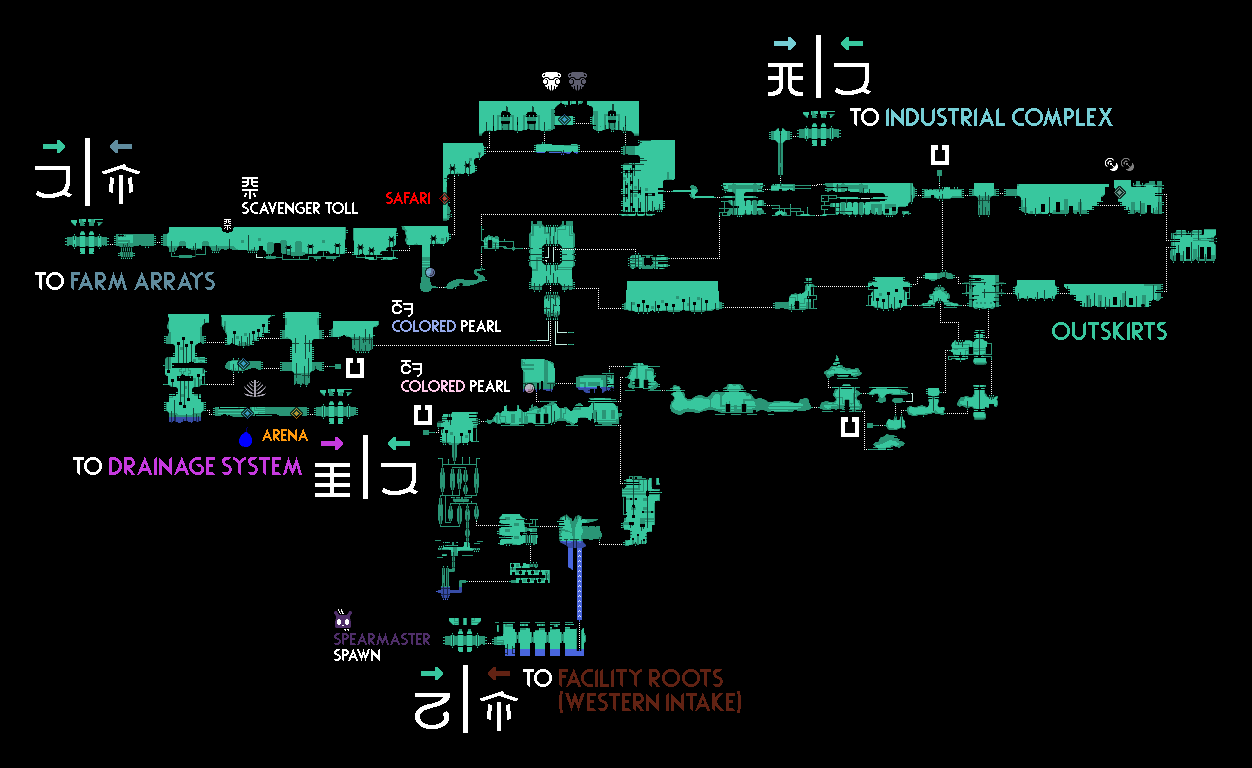 TO INDUSTRIAL COMPLEX
SCAVENGER TOLL
SAFARI
TO FARM ARRAYS
COLORED PEARL
OUTSKIRTS
COLORED PEARL
ARENA
TO DRAINAGE SYSTEM
SPEARMASTER
SPAWN
TO FACILITY ROOTS
(WESTERN INTAKE)